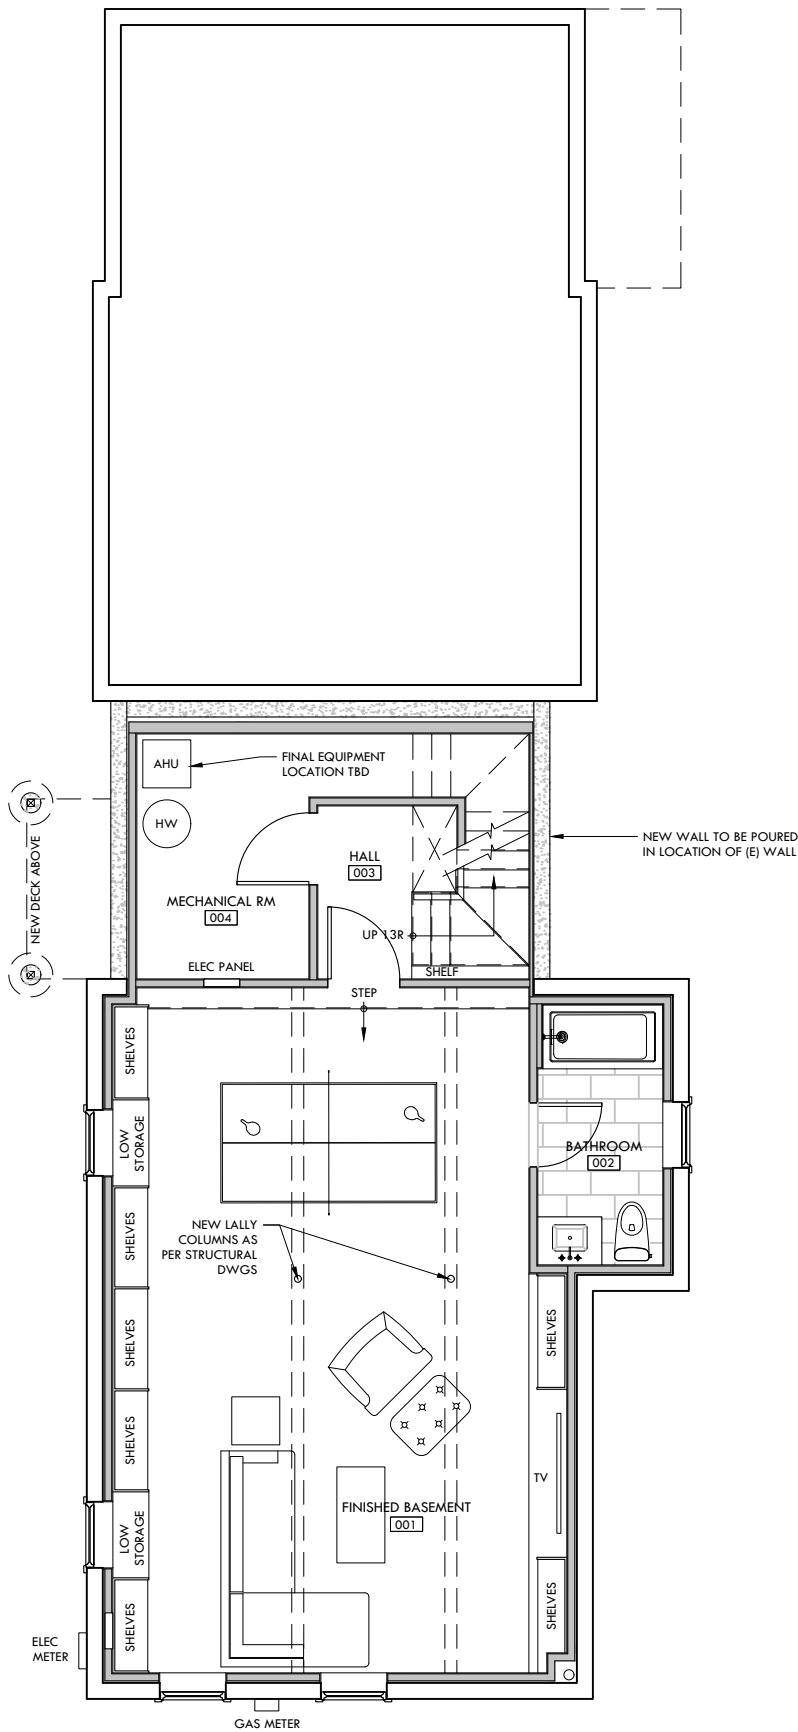 AHU
FINAL EQUIPMENT
LOCATION TBD
HW
NEW WALL TO BE POURED
IN LOCATION OF (E) WALL
HALL
003
NEW DECK ABOVE
MECHANICAL RM
004
UP 13R
ELEC PANEL
SHELF
STEP
SHELVES
LOW
STORAGE
BATHROOM
002
SHELVES
NEW LALLY
COLUMNS AS
PER STRUCTURAL
DWGS
SHELVES
SHELVES
SHELVES
TV
FINISHED BASEMENT
001
LOW
STORAGE
SHELVES
SHELVES
ELEC
METER
GAS METER